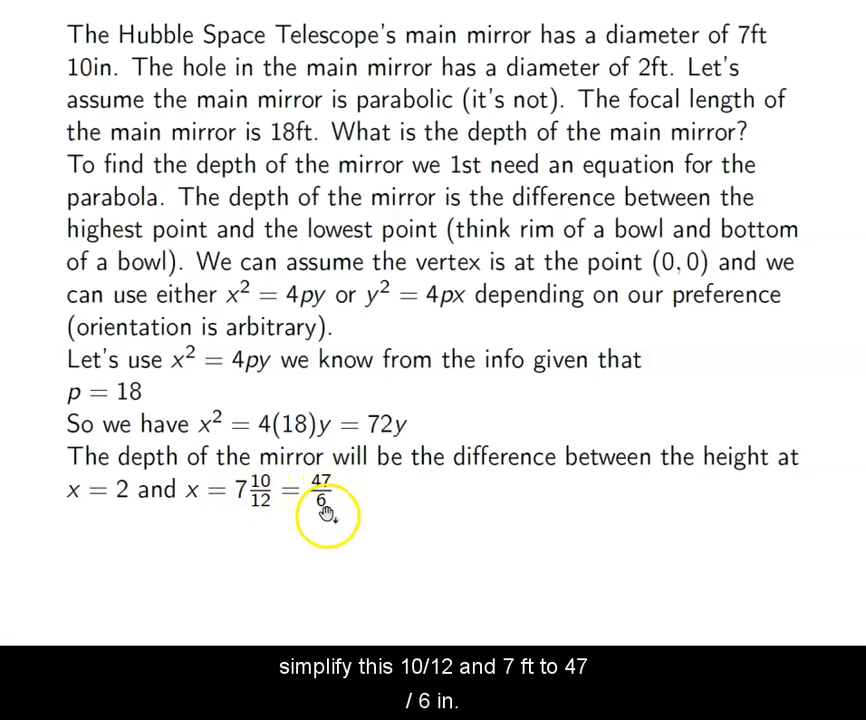 The Hubble Space Telescope's main mirror has a diameter of 7ft
10in. The hole in the main mirror has a diameter of 2ft. Let's
assume the main mirror is parabolic (it's not). The focal length of
the main mirror is 18ft. What is the depth of the main mirror?
To find the depth of the mirror we 1st need an equation for the
parabola. The depth of the mirror is the difference between the
highest point and the lowest point (think rim of a bowl and bottom
of a bowl). We can assume the vertex is at the point (0, 0) and we
can use either x² = 4py or y² = 4px depending on our preference
(orientation is arbitrary).
Let's use x² = 4py we know from the info given that
p = 18
So we have x² = 4(18)y = 72y
The depth of the mirror will be the difference between the height at
x = 2 and x = 7 10/12 = 47/6
simplify this 10/12 and 7 ft to 47
/ 6 in.